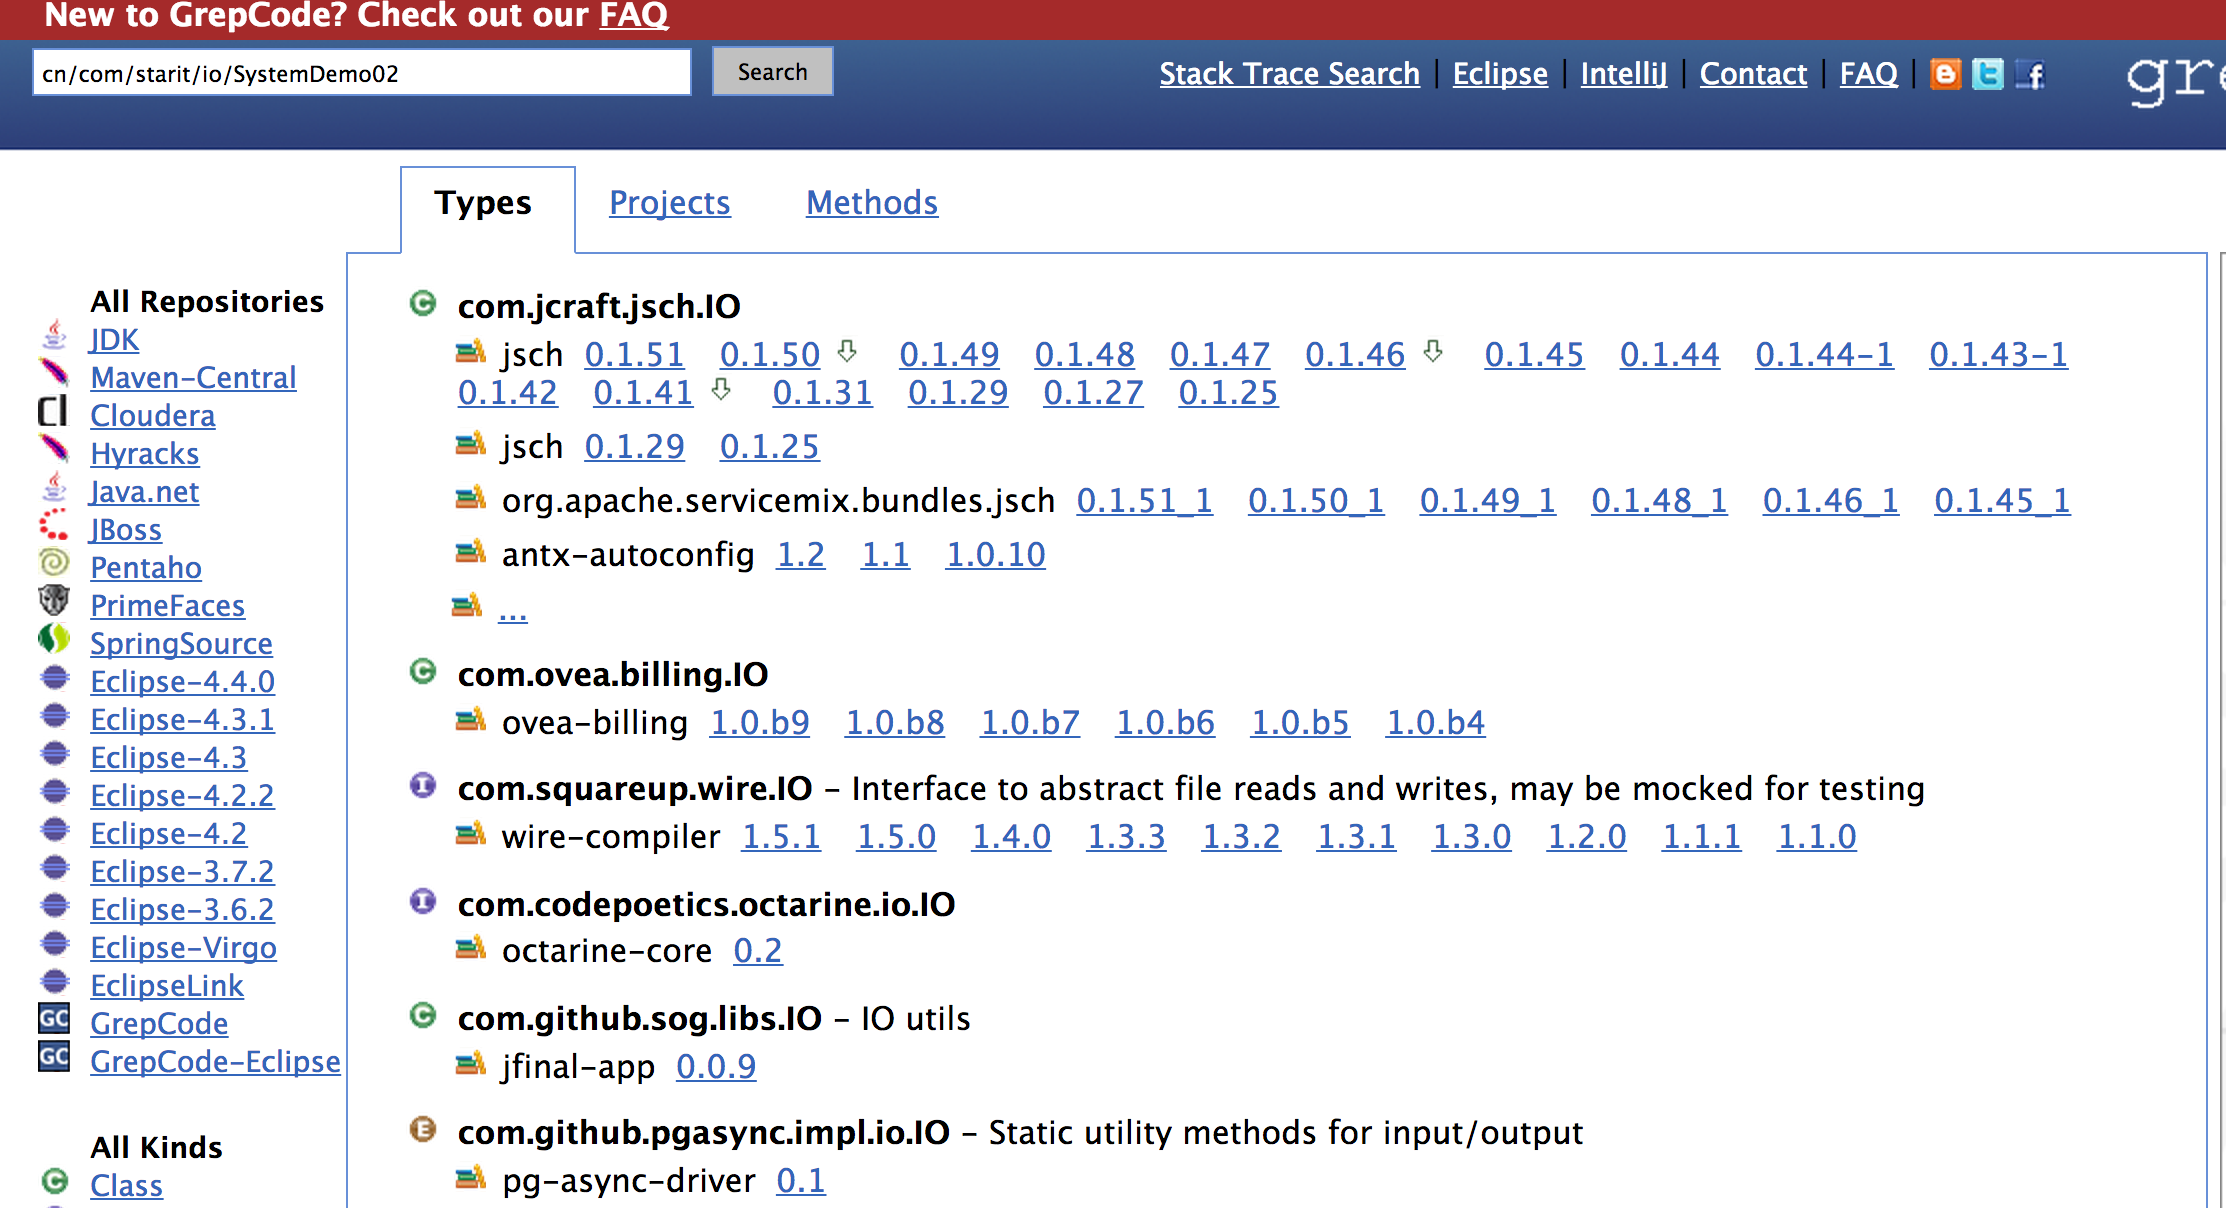 New to GrepCode? Check out our FAQ
cn/com/starit/io/SystemDemo02 Search Stack Trace Search | Eclipse | IntelliJ | Contact | FAQ |
Types Projects Methods
All Repositories
JDK
Maven-Central
Cloudera
Hyracks
Java.net
JBoss
Pentaho
PrimeFaces
SpringSource
Eclipse-4.4.0
Eclipse-4.3.1
Eclipse-4.3
Eclipse-4.2.2
Eclipse-4.2
Eclipse-3.7.2
Eclipse-3.6.2
Eclipse-Virgo
EclipseLink
GrepCode
GrepCode-Eclipse
All Kinds
Class
com.jcraft.jsch.IO
jsch 0.1.51 0.1.50 0.1.49 0.1.48 0.1.47 0.1.46 0.1.45 0.1.44 0.1.44-1 0.1.43-1
0.1.42 0.1.41 0.1.31 0.1.29 0.1.27 0.1.25
jsch 0.1.29 0.1.25
org.apache.servicemix.bundles.jsch 0.1.51_1 0.1.50_1 0.1.49_1 0.1.48_1 0.1.46_1 0.1.45_1
antx-autoconfig 1.2 1.1 1.0.10
...
com.ovea.billing.IO
ovea-billing 1.0.b9 1.0.b8 1.0.b7 1.0.b6 1.0.b5 1.0.b4
com.squareup.wire.IO - Interface to abstract file reads and writes, may be mocked for testing
wire-compiler 1.5.1 1.5.0 1.4.0 1.3.3 1.3.2 1.3.1 1.3.0 1.2.0 1.1.1 1.1.0
com.codepoetics.octarine.io.IO
octarine-core 0.2
com.github.sog.libs.IO - IO utils
jfinal-app 0.0.9
com.github.pgasync.impl.io.IO - Static utility methods for input/output
pg-async-driver 0.1